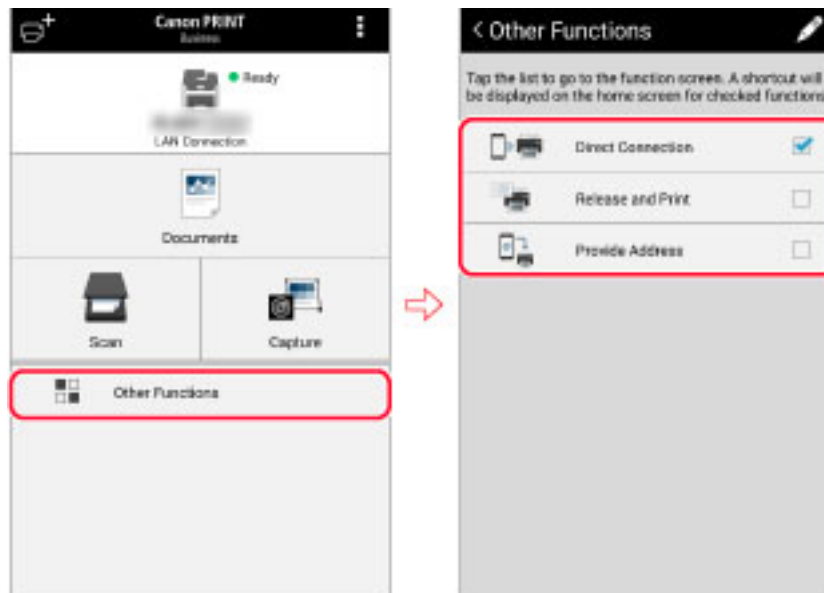 Canon PRINT
Business
Ready
LAN Connection
Documents
Scan
Capture
Other Functions
< Other Functions
Tap the list to go to the function screen. A shortcut will
be displayed on the home screen for checked functions
Direct Connection
Release and Print
Provide Address